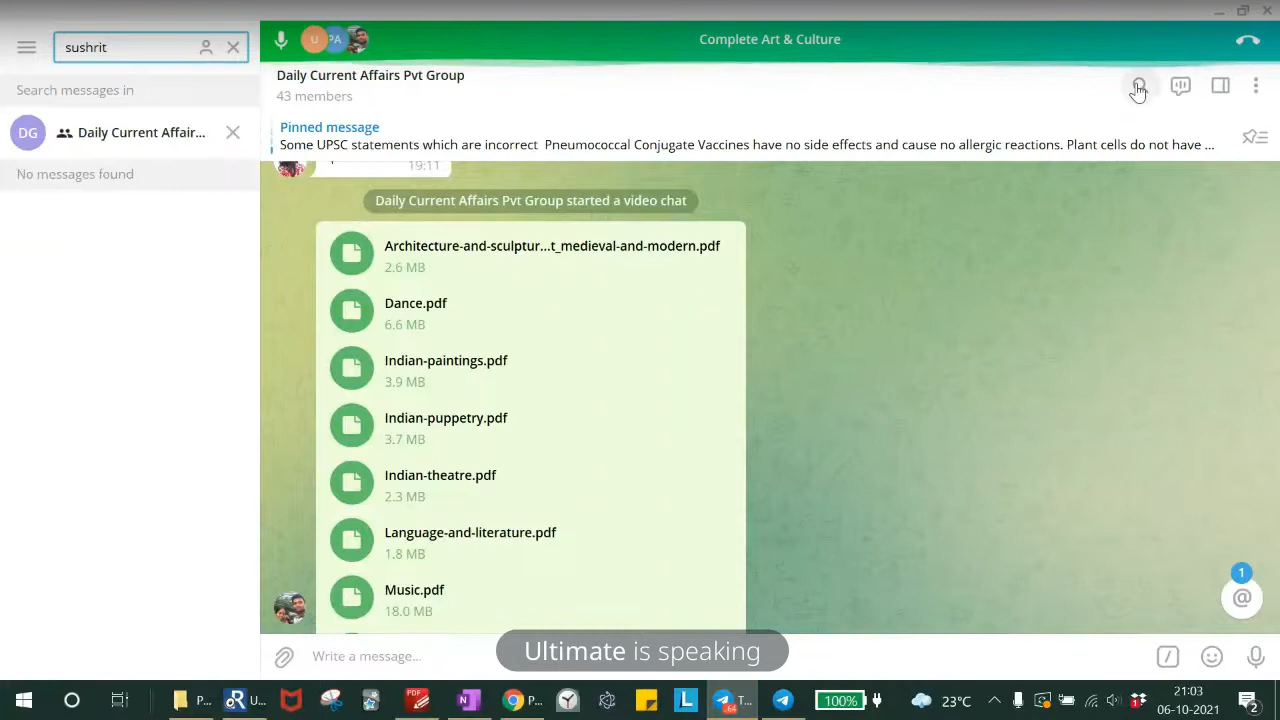 sushrit
Search messages in
Daily Current Affair...
No messages found
DG
U
PA
Complete Art & Culture
Daily Current Affairs Pvt Group
43 members
Pinned message
Some UPSC statements which are incorrect Pneumococcal Conjugate Vaccines have no side effects and cause no allergic reactions. Plant cells do not have ...
19:11
Daily Current Affairs Pvt Group started a video chat
Architecture-and-sculptur...t_medieval-and-modern.pdf
2.6 MB
Dance.pdf
6.6 MB
Indian-paintings.pdf
3.9 MB
Indian-puppetry.pdf
3.7 MB
Indian-theatre.pdf
2.3 MB
Language-and-literature.pdf
1.8 MB
Music.pdf
18.0 MB
1
@
Write a message...
Ultimate is speaking
P...
U...
PDF
N
P...
L
64
T...
100%
23°C
21:03
06-10-2021
2